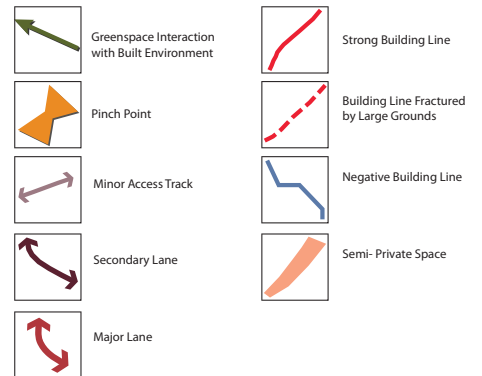 Greenspace Interaction
with Built Environment
Pinch Point
Minor Access Track
Secondary Lane
Major Lane
Strong Building Line
Building Line Fractured
by Large Grounds
Negative Building Line
Semi- Private Space